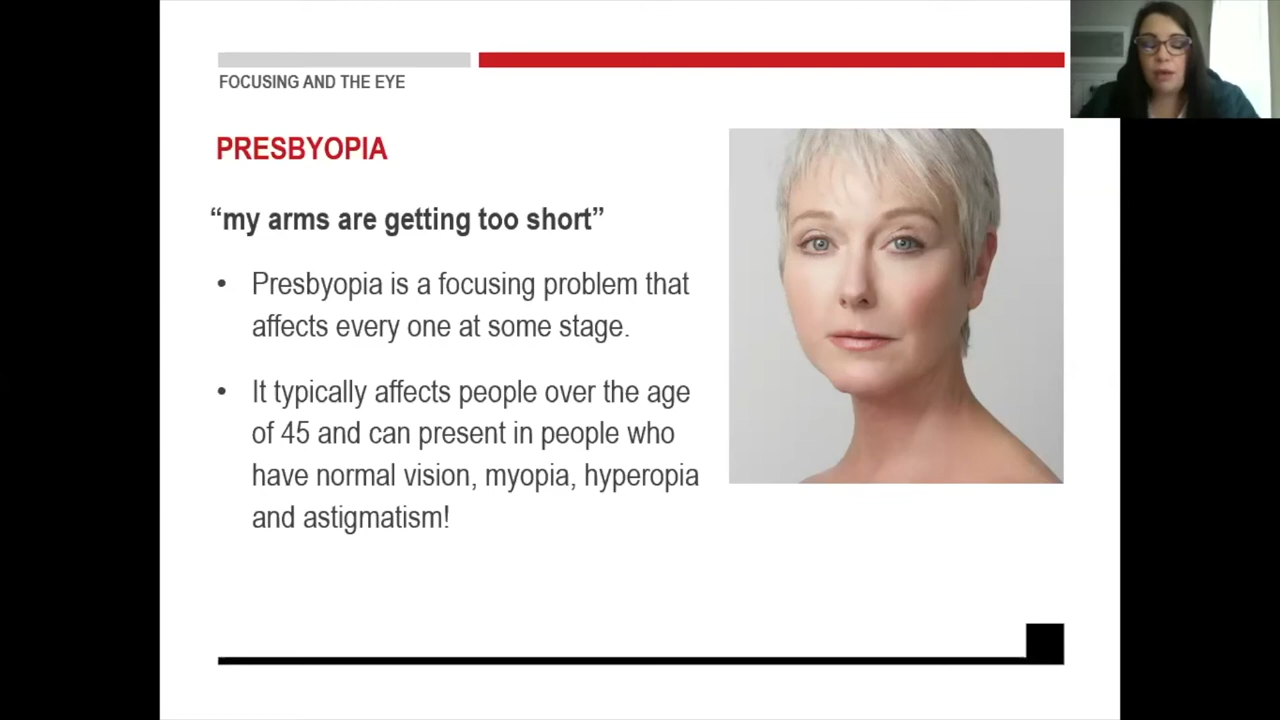 FOCUSING AND THE EYE
PRESBYOPIA
“my arms are getting too short”
• Presbyopia is a focusing problem that
affects every one at some stage.
• It typically affects people over the age
of 45 and can present in people who
have normal vision, myopia, hyperopia
and astigmatism!